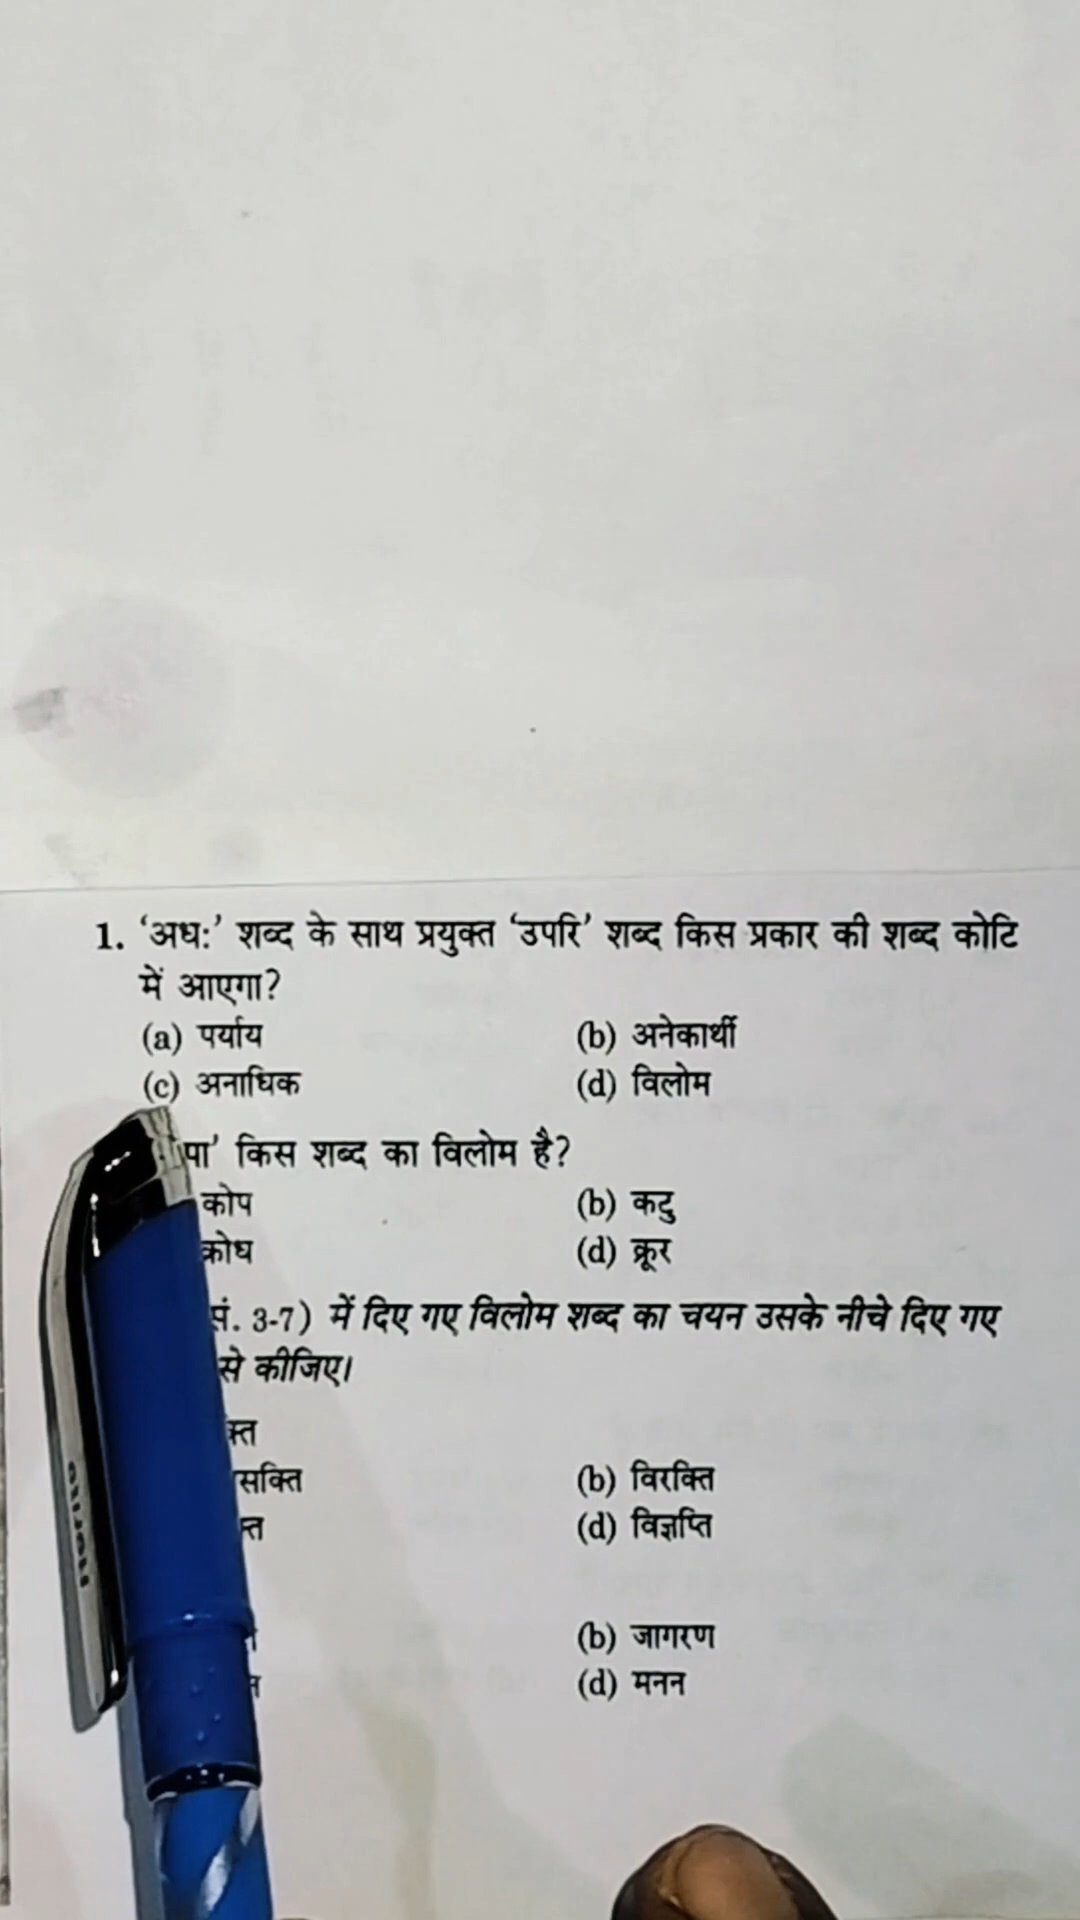 1. ‘अधः’ शब्द के साथ प्रयुक्त ‘उपरि’ शब्द किस प्रकार की शब्द कोटि
में आएगा?
(a) पर्याय (b) अनेकार्थी
(c) अनाधिक (d) विलोम
किस शब्द का विलोम है?
कोप (b) कटु
क्रोध (d) क्रूर
सं. 3-7) में दिए गए विलोम शब्द का चयन उसके नीचे दिए गए
से कीजिए।
(b) विरक्ति
(d) विज्ञप्ति
(b) जागरण
(d) मनन